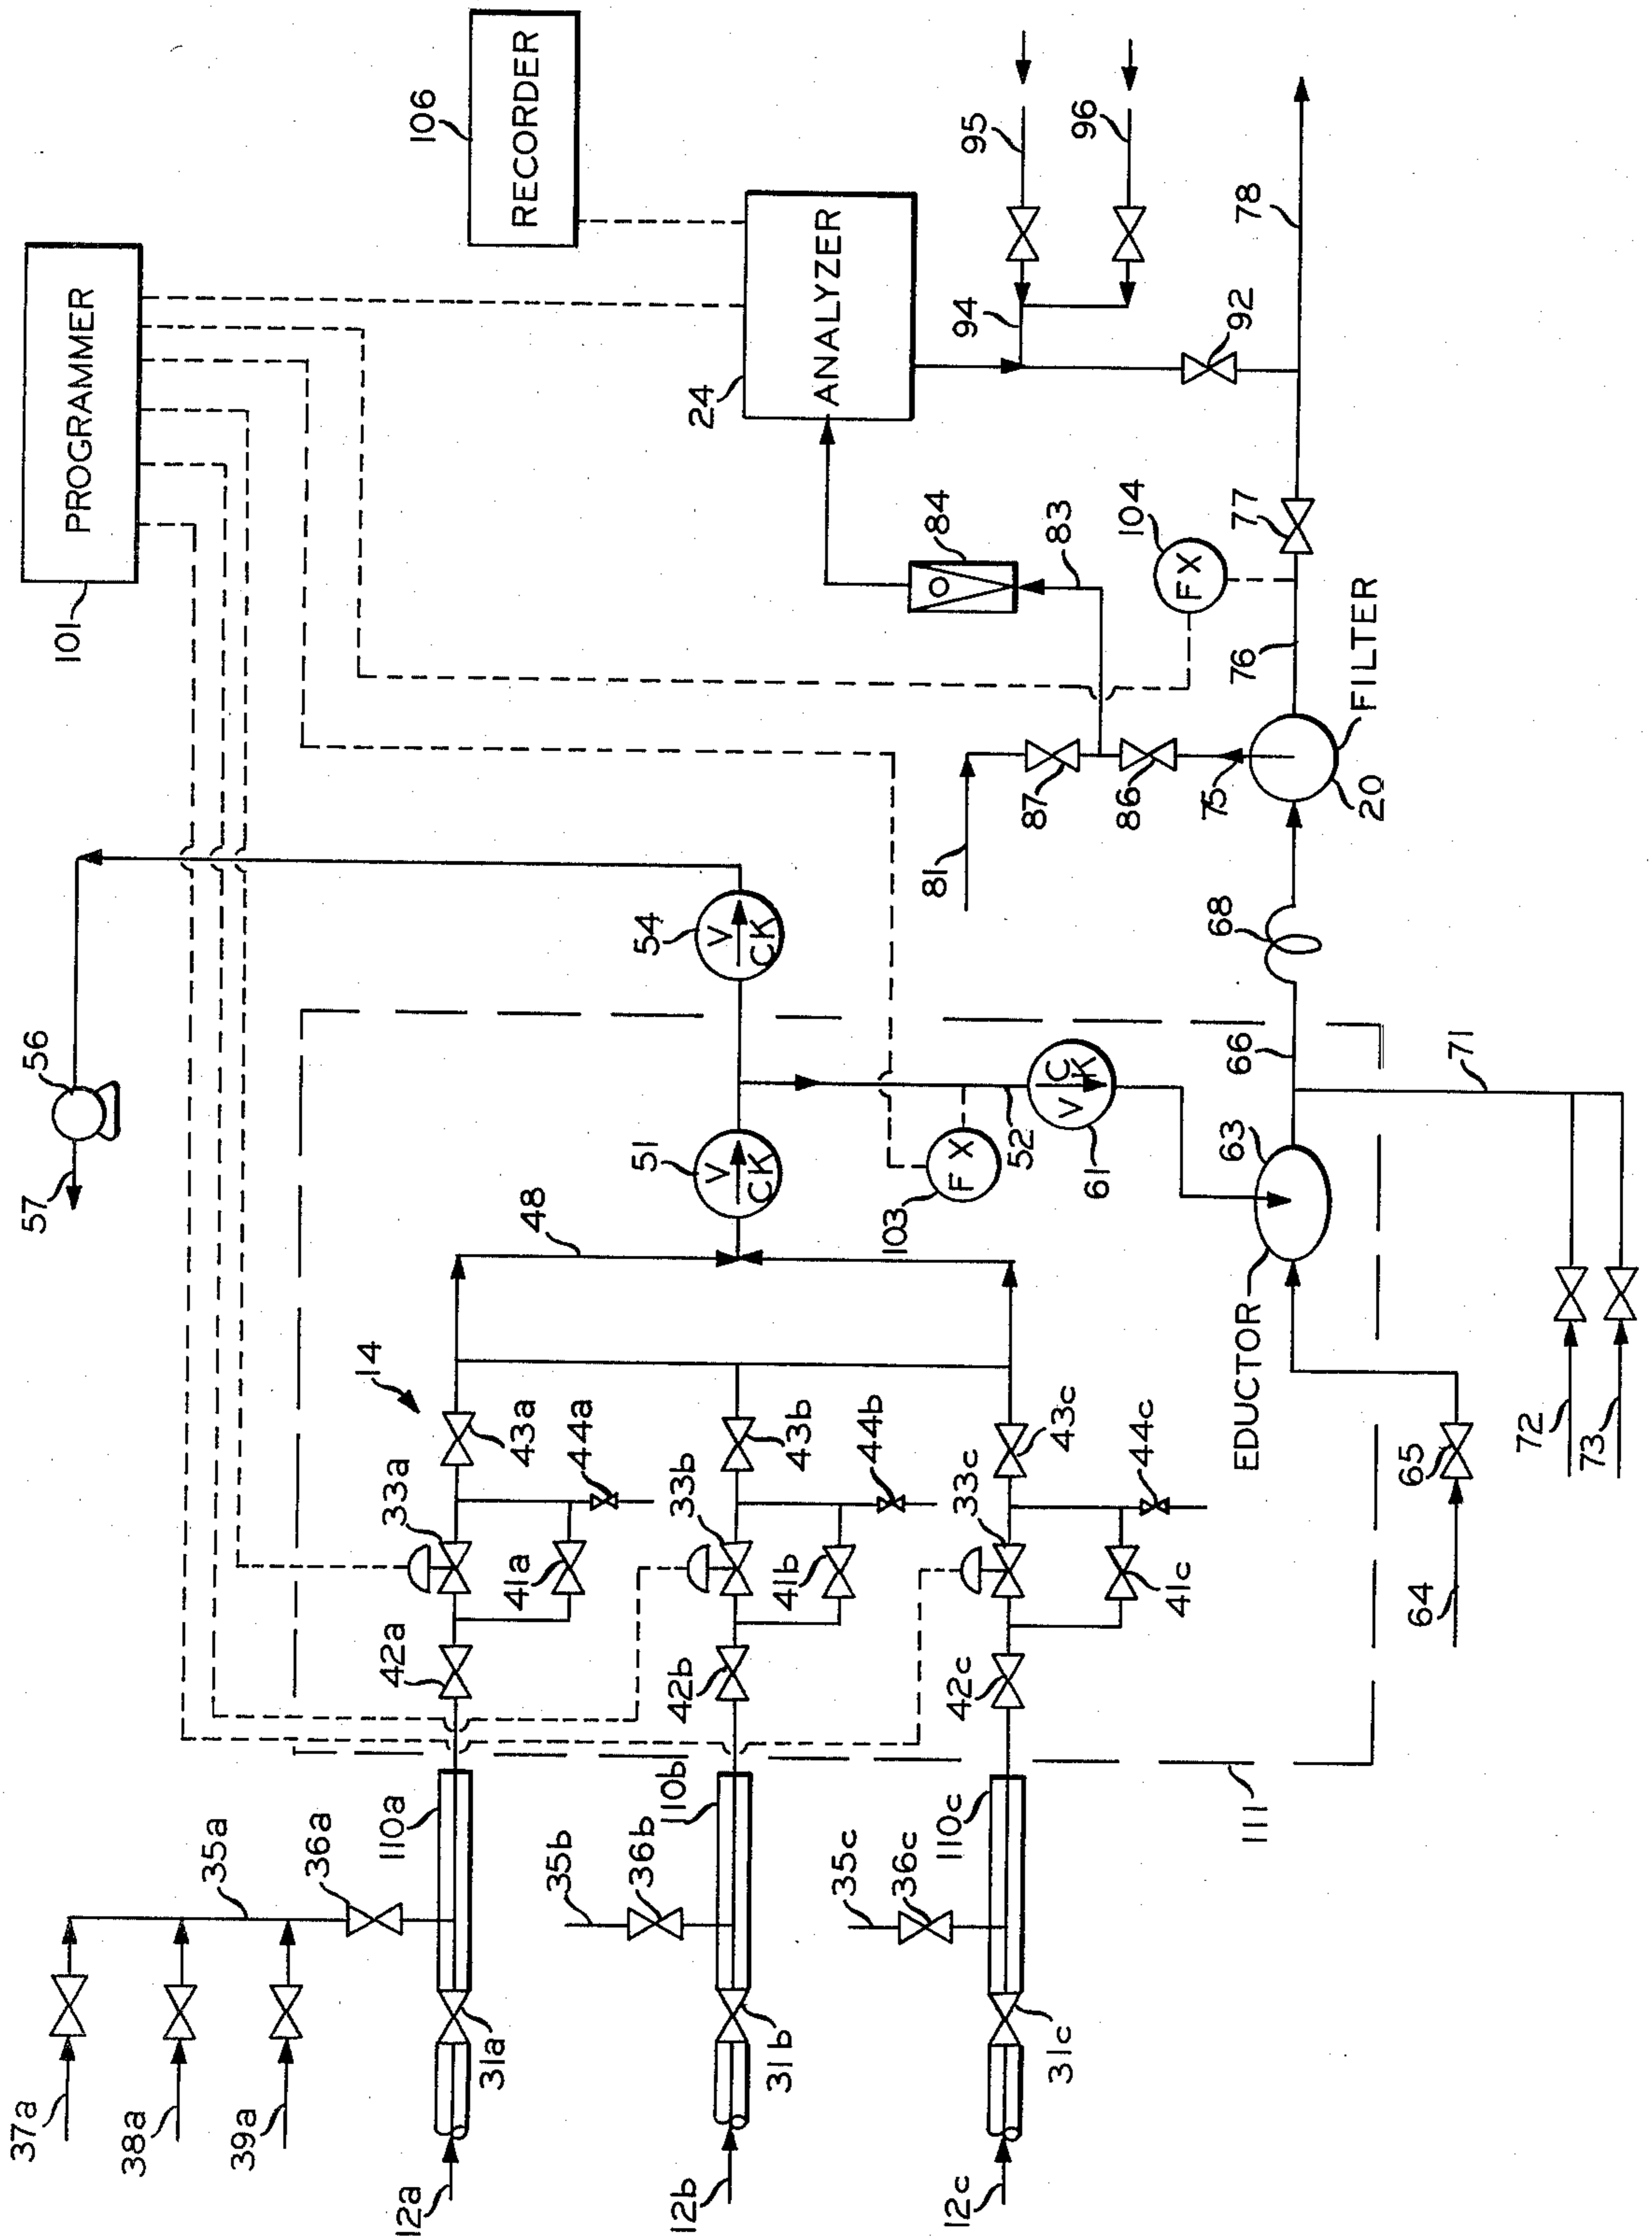 PROGRAMMER
101
RECORDER
106
ANALYZER
24
95
96
94
92
78
84
83
FX
104
77
76
FILTER
20
75
86
87
81
68
66
71
56
57
V
CK
54
V
CK
51
52
V
CK
61
FX
103
48
63
EDUCTOR
72
73
65
64
14
43a
44a
33a
41a
42a
43b
44b
33b
41b
42b
43c
44c
33c
41c
42c
111
35a
36a
110a
37a
38a
39a
31a
12a
35b
36b
110b
31b
12b
35c
36c
110c
31c
12c